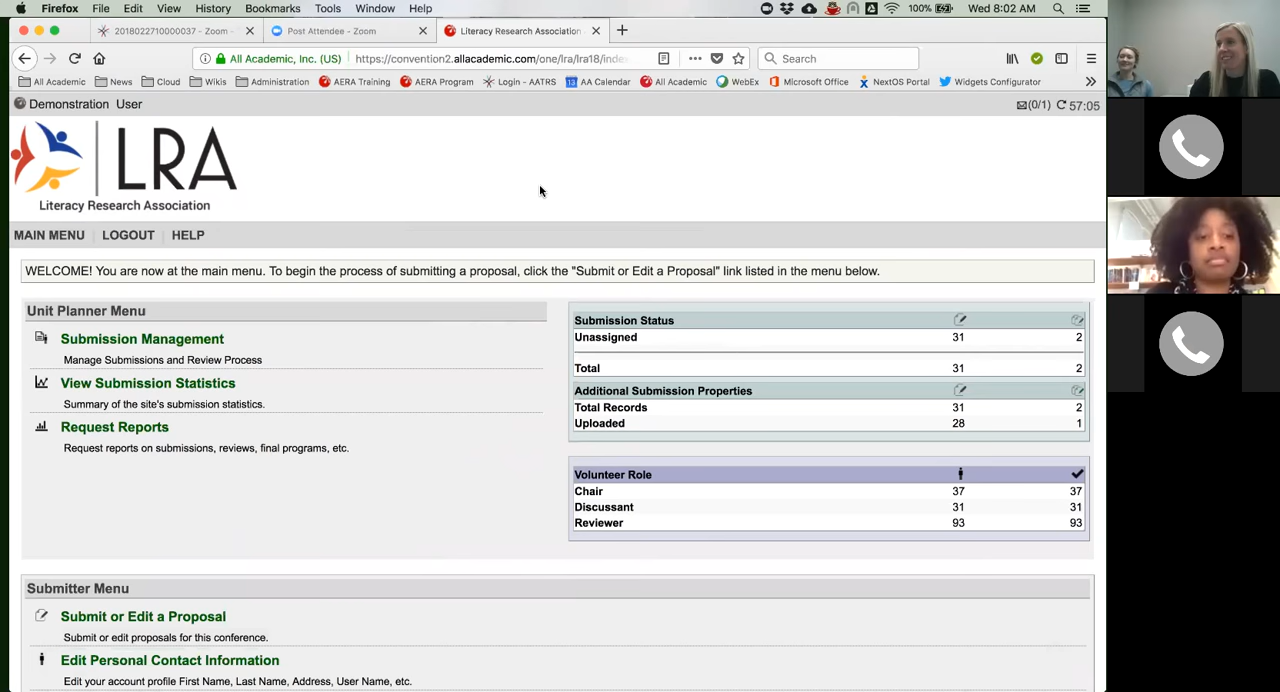 Firefox File Edit View History Bookmarks Tools Window Help 100% Wed 8:02 AM
2018022710000037 - Zoom - Post Attendee - Zoom Literacy Research Association
All Academic, Inc. (US) https://convention2.allacademic.com/one/lra/lra18/index Search
All Academic News Cloud Wikis Administration AERA Training AERA Program Login - AATRS 13 AA Calendar All Academic WebEx Microsoft Office NextOS Portal Widgets Configurator
Demonstration User (0/1) 57:05
LRA
Literacy Research Association
MAIN MENU LOGOUT HELP
WELCOME! You are now at the main menu. To begin the process of submitting a proposal, click the "Submit or Edit a Proposal" link listed in the menu below.
Unit Planner Menu
Submission Management
Manage Submissions and Review Process
View Submission Statistics
Summary of the site's submission statistics.
Request Reports
Request reports on submissions, reviews, final programs, etc.
Submission Status
Unassigned 31 2
Total 31 2
Additional Submission Properties
Total Records 31 2
Uploaded 28 1
Volunteer Role
Chair 37 37
Discussant 31 31
Reviewer 93 93
Submitter Menu
Submit or Edit a Proposal
Submit or edit proposals for this conference.
Edit Personal Contact Information
Edit your account profile First Name, Last Name, Address, User Name, etc.